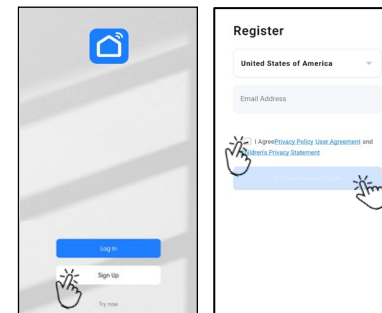 Log In
Sign Up
Try now
Register
United States of America
Email Address
I AgreePrivacy Policy User Agreement and
Children's Privacy Statement